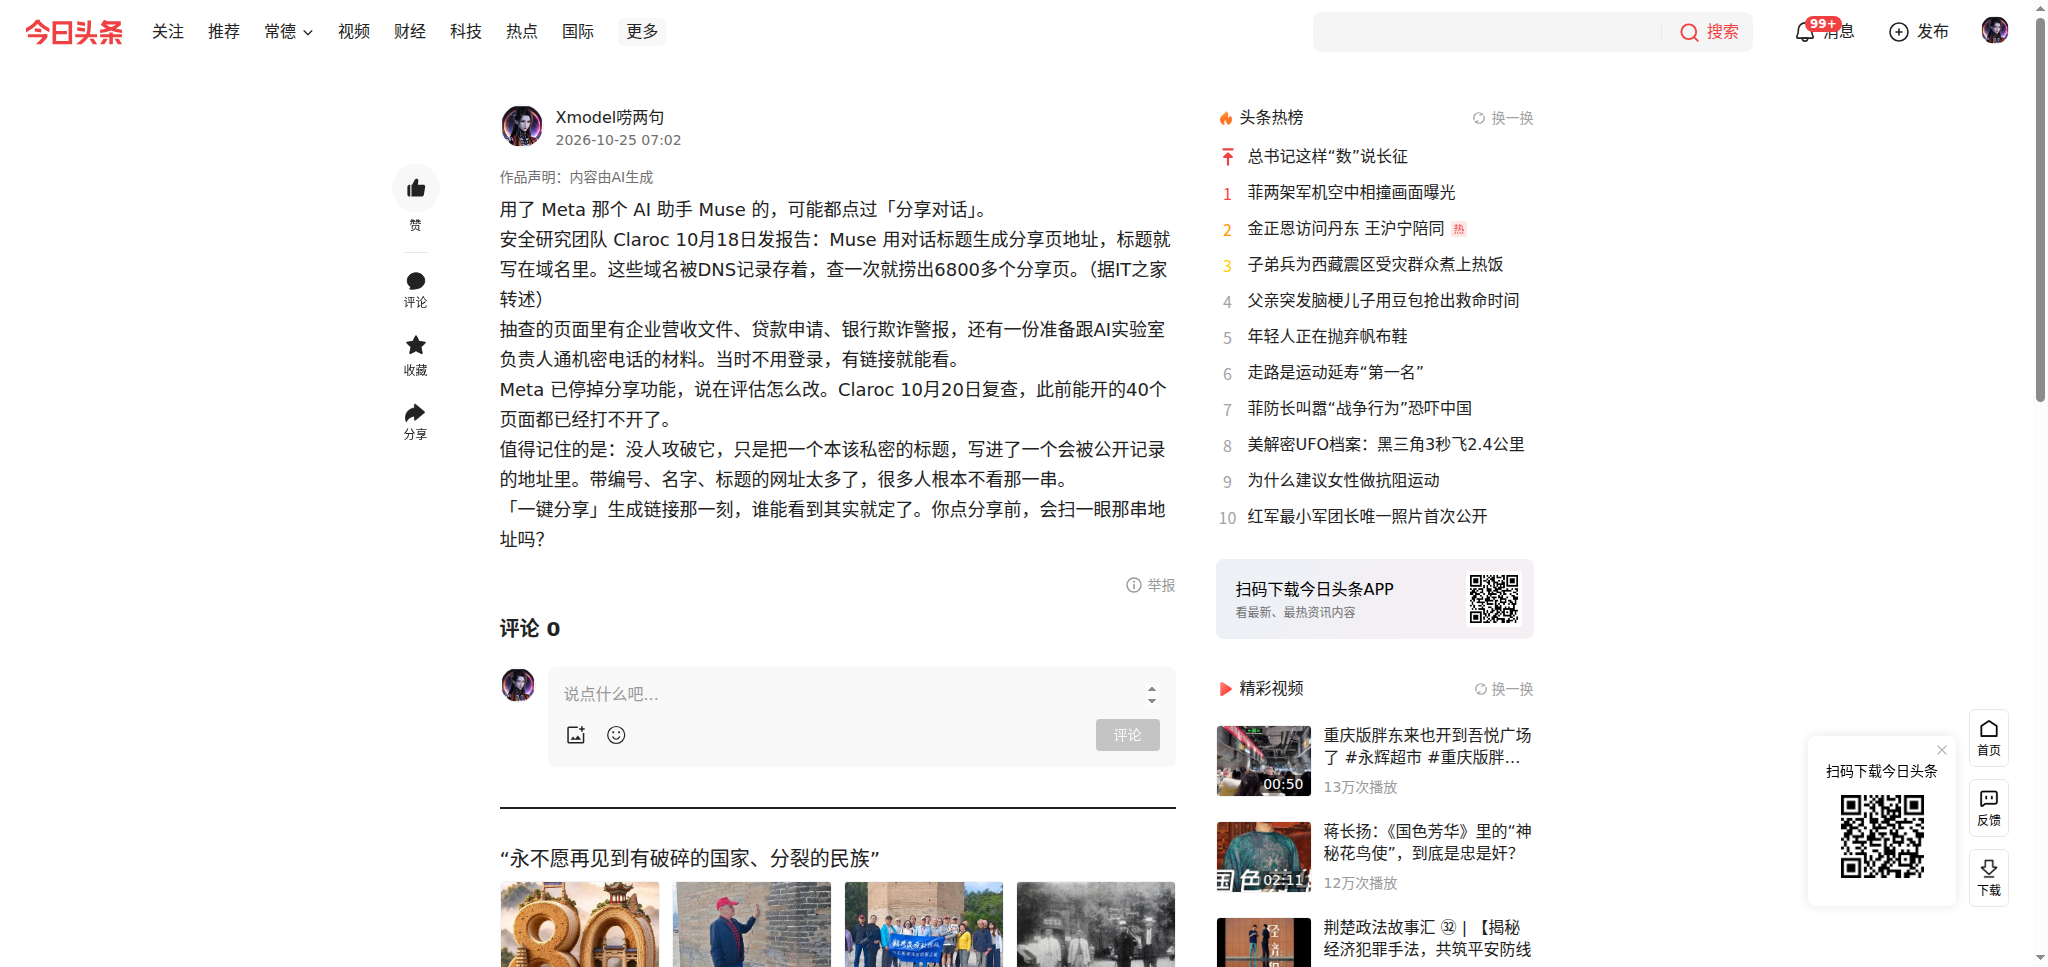 今日头条
关注 推荐 常德 视频 财经 科技 热点 国际 更多
搜索
99+
消息
发布
Xmodel唠两句
2026-10-25 07:02
作品声明：内容由AI生成
用了 Meta 那个 AI 助手 Muse 的，可能都点过「分享对话」。
安全研究团队 Claroc 10月18日发报告：Muse 用对话标题生成分享页地址，标题就
写在域名里。这些域名被DNS记录存着，查一次就捞出6800多个分享页。（据IT之家
转述）
抽查的页面里有企业营收文件、贷款申请、银行欺诈警报，还有一份准备跟AI实验室
负责人通机密电话的材料。当时不用登录，有链接就能看。
Meta 已停掉分享功能，说在评估怎么改。Claroc 10月20日复查，此前能开的40个
页面都已经打不开了。
值得记住的是：没人攻破它，只是把一个本该私密的标题，写进了一个会被公开记录
的地址里。带编号、名字、标题的网址太多了，很多人根本不看那一串。
「一键分享」生成链接那一刻，谁能看到其实就定了。你点分享前，会扫一眼那串地
址吗？
赞
评论
收藏
分享
举报
评论 0
说点什么吧...
评论
“永不愿再见到有破碎的国家、分裂的民族”
头条热榜
换一换
总书记这样“数”说长征
1 菲两架军机空中相撞画面曝光
2 金正恩访问丹东 王沪宁陪同 热
3 子弟兵为西藏震区受灾群众煮上热饭
4 父亲突发脑梗儿子用豆包抢出救命时间
5 年轻人正在抛弃帆布鞋
6 走路是运动延寿“第一名”
7 菲防长叫嚣“战争行为”恐吓中国
8 美解密UFO档案：黑三角3秒飞2.4公里
9 为什么建议女性做抗阻运动
10 红军最小军团长唯一照片首次公开
扫码下载今日头条APP
看最新、最热资讯内容
精彩视频
换一换
00:50
重庆版胖东来也开到吾悦广场
了 #永辉超市 #重庆版胖...
13万次播放
国色
02:11
蒋长扬：《国色芳华》里的“神
秘花鸟使”，到底是忠是奸？
12万次播放
荆楚政法故事汇 ㉜ | 【揭秘
经济犯罪手法，共筑平安防线
扫码下载今日头条
首页
反馈
下载